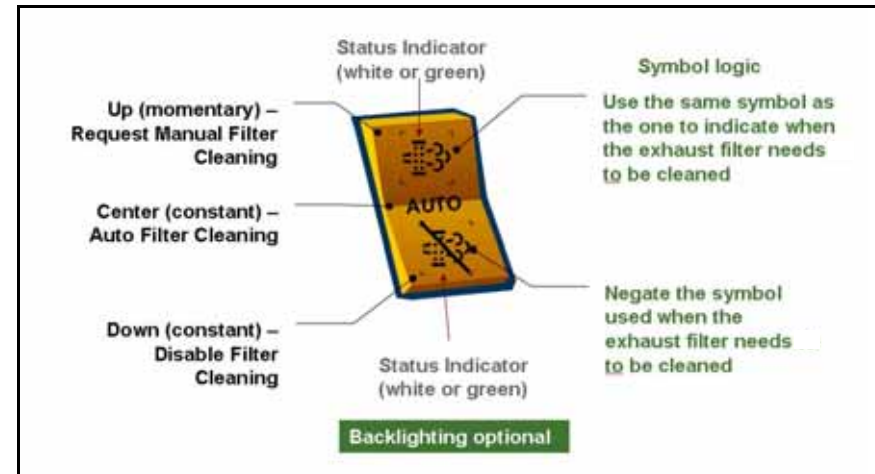 Status Indicator
(white or green)
Up (momentary) –
Request Manual Filter
Cleaning
Center (constant) –
Auto Filter Cleaning
Down (constant) –
Disable Filter
Cleaning
AUTO
Symbol logic
Use the same symbol as
the one to indicate when
the exhaust filter needs
to be cleaned
Negate the symbol
used when the
exhaust filter needs
to be cleaned
Status Indicator
(white or green)
Backlighting optional